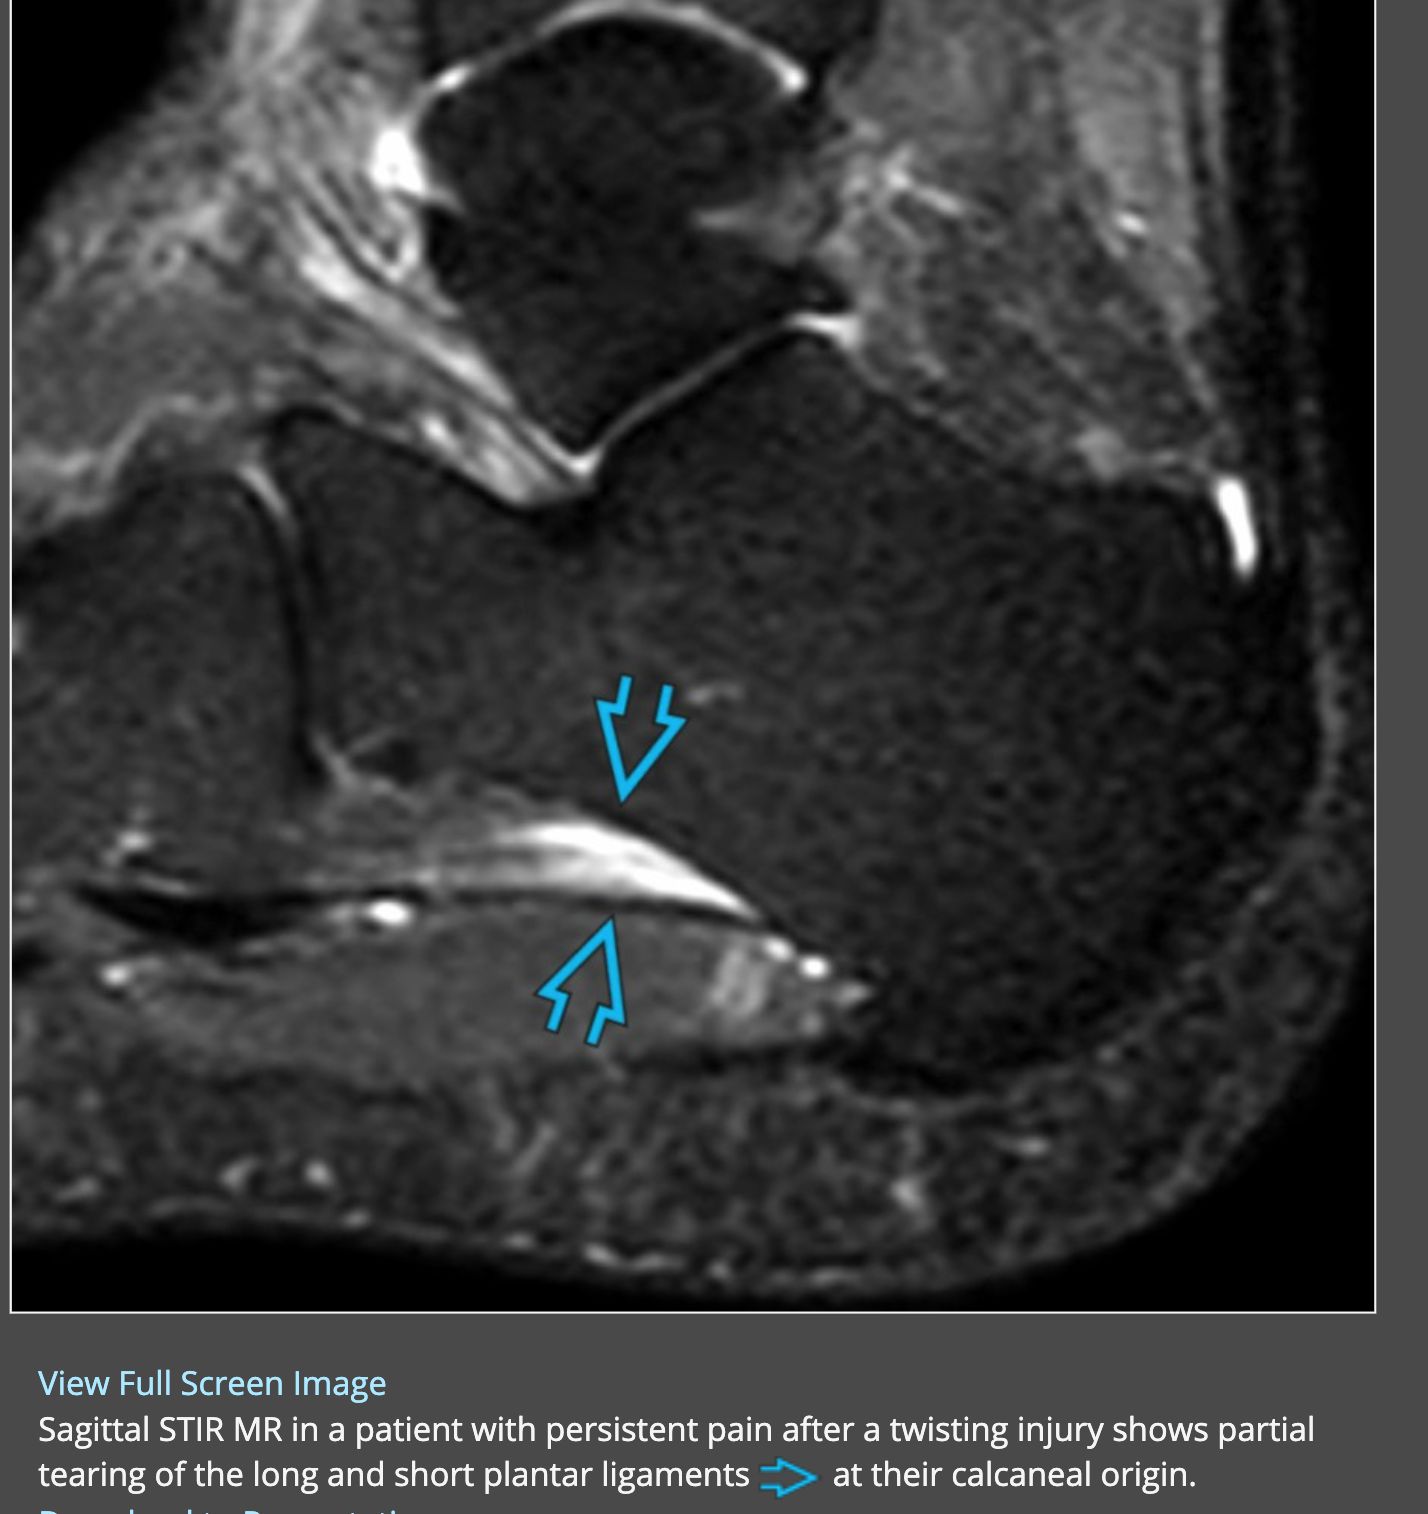 View Full Screen Image
Sagittal STIR MR in a patient with persistent pain after a twisting injury shows partial
tearing of the long and short plantar ligaments at their calcaneal origin.